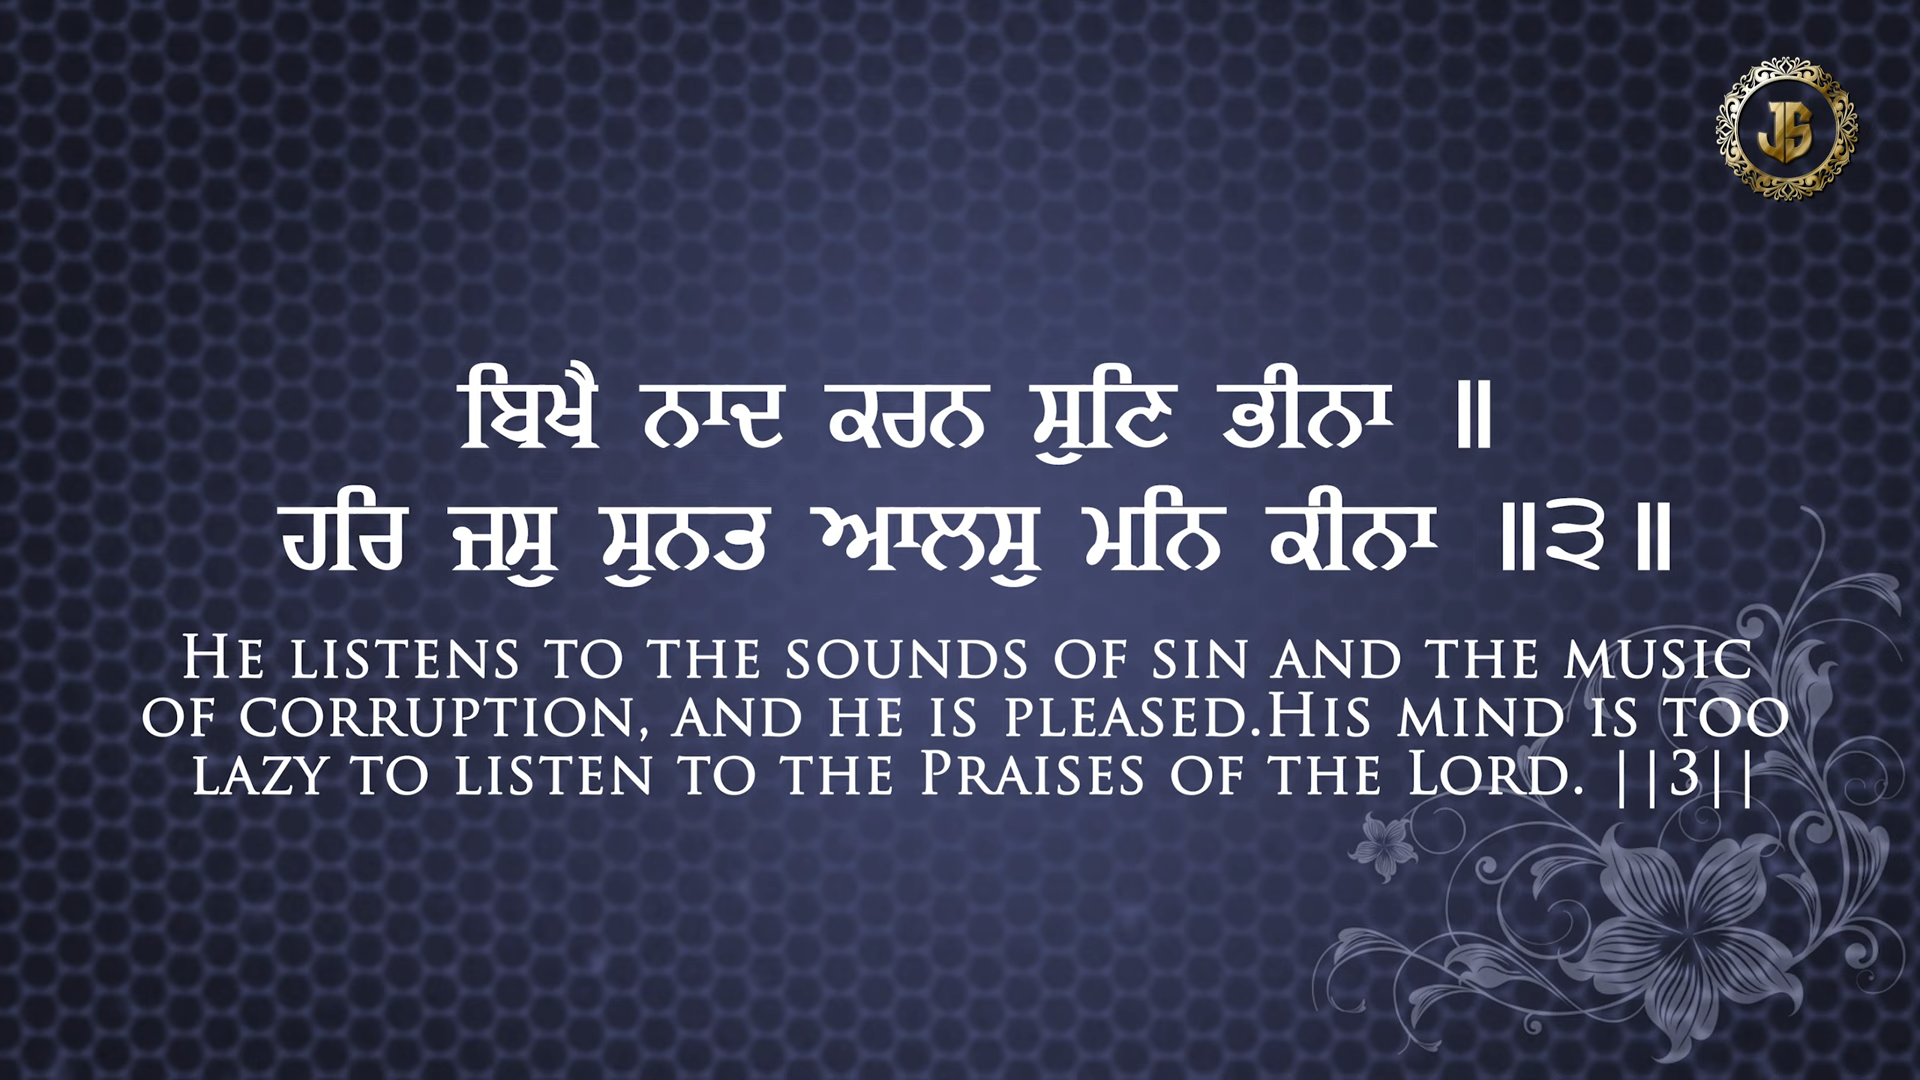 JS
ਬਿਖੈ ਨਾਦ ਕਰਨ ਸੁਣਿ ਭੀਨਾ ॥
ਹਰਿ ਜਸੁ ਸੁਨਤ ਆਲਸੁ ਮਨਿ ਕੀਨਾ ॥੩॥
He listens to the sounds of sin and the music
of corruption, and he is pleased.His mind is too
lazy to listen to the Praises of the Lord. ||3||